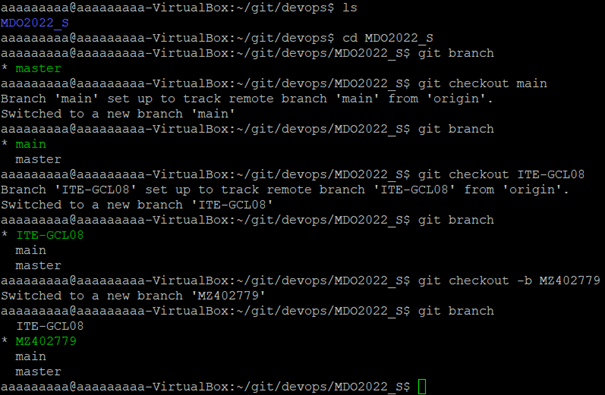 aaaaaaaaa@aaaaaaaaa-VirtualBox:~/git/devops$ ls
MDO2022_S
aaaaaaaaa@aaaaaaaaa-VirtualBox:~/git/devops$ cd MDO2022_S
aaaaaaaaa@aaaaaaaaa-VirtualBox:~/git/devops/MDO2022_S$ git branch
* master
aaaaaaaaa@aaaaaaaaa-VirtualBox:~/git/devops/MDO2022_S$ git checkout main
Branch 'main' set up to track remote branch 'main' from 'origin'.
Switched to a new branch 'main'
aaaaaaaaa@aaaaaaaaa-VirtualBox:~/git/devops/MDO2022_S$ git branch
* main
  master
aaaaaaaaa@aaaaaaaaa-VirtualBox:~/git/devops/MDO2022_S$ git checkout ITE-GCL08
Branch 'ITE-GCL08' set up to track remote branch 'ITE-GCL08' from 'origin'.
Switched to a new branch 'ITE-GCL08'
aaaaaaaaa@aaaaaaaaa-VirtualBox:~/git/devops/MDO2022_S$ git branch
* ITE-GCL08
  main
  master
aaaaaaaaa@aaaaaaaaa-VirtualBox:~/git/devops/MDO2022_S$ git checkout -b MZ402779
Switched to a new branch 'MZ402779'
aaaaaaaaa@aaaaaaaaa-VirtualBox:~/git/devops/MDO2022_S$ git branch
  ITE-GCL08
* MZ402779
  main
  master
aaaaaaaaa@aaaaaaaaa-VirtualBox:~/git/devops/MDO2022_S$